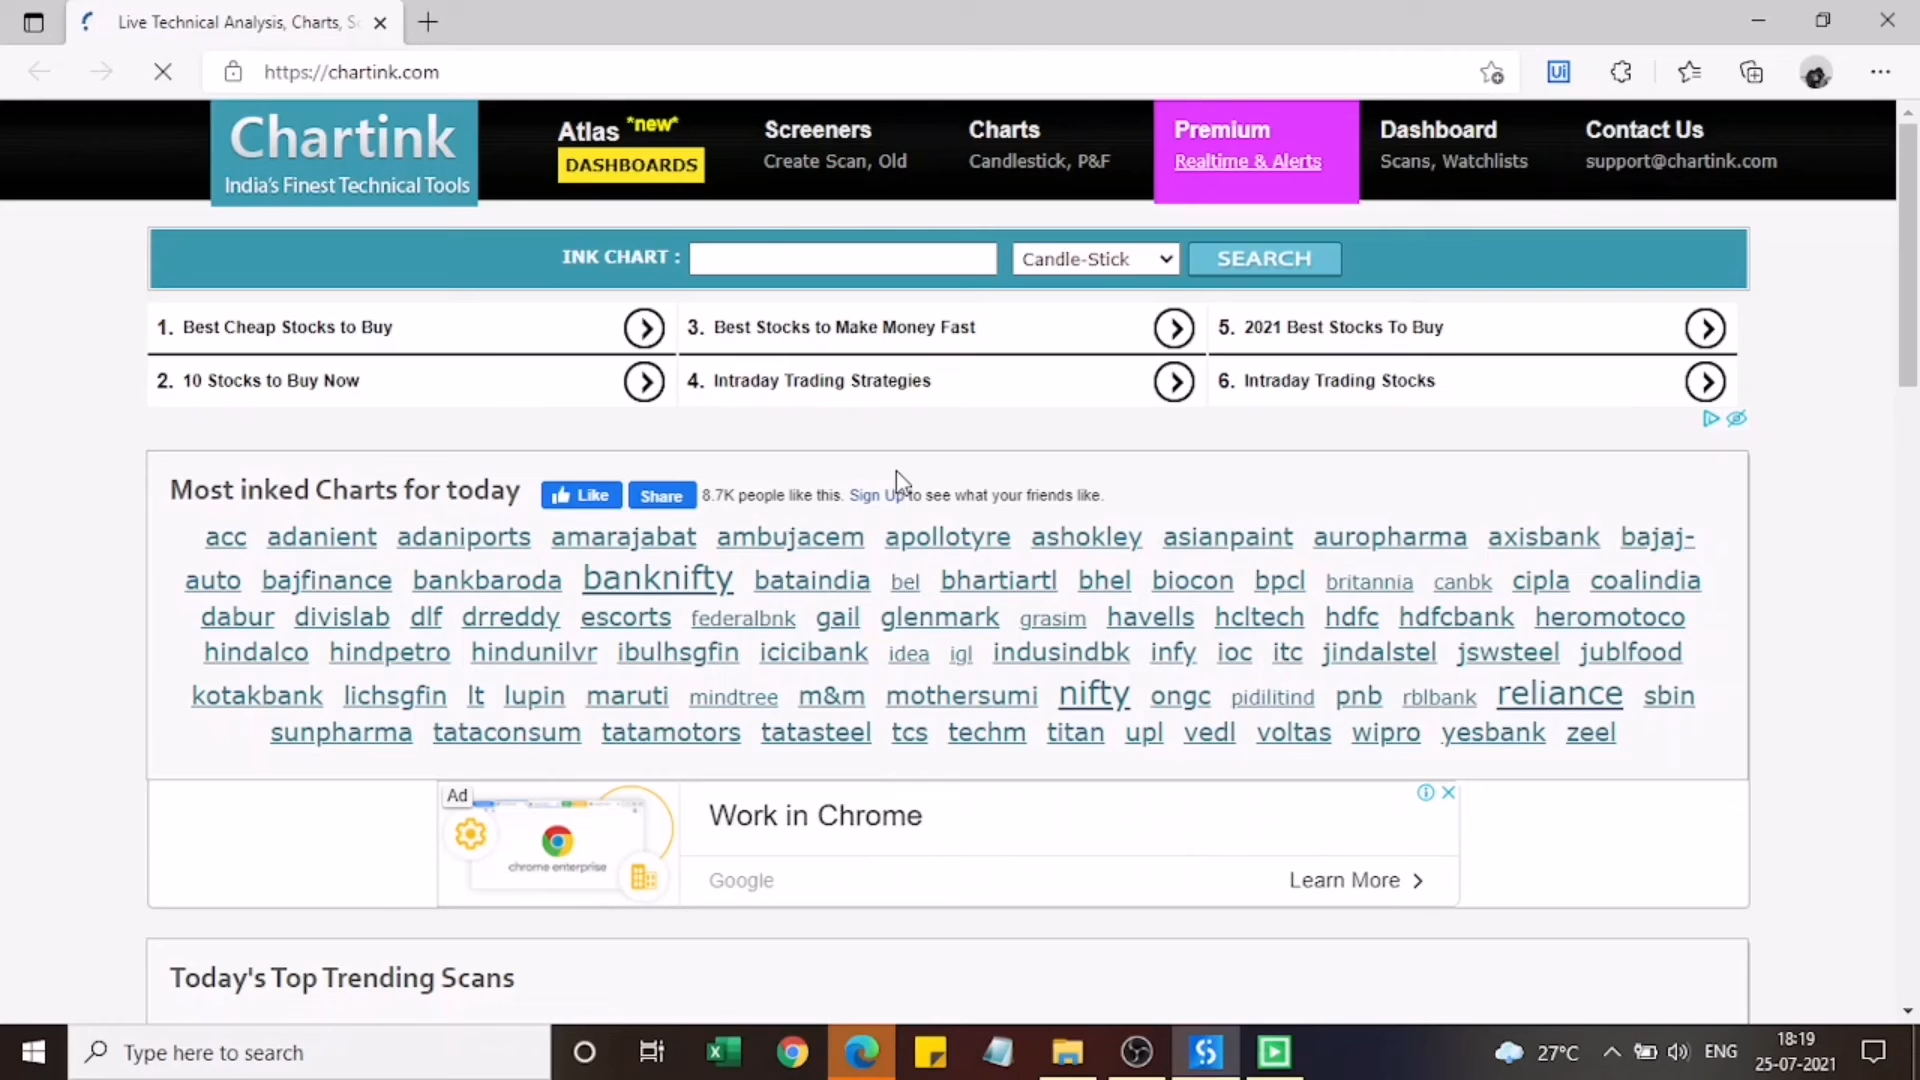 Live Technical Analysis, Charts, S
https://chartink.com
Ui
Chartink
India's Finest Technical Tools
Atlas *new*
DASHBOARDS
Screeners
Create Scan, Old
Charts
Candlestick, P&F
Premium
Realtime & Alerts
Dashboard
Scans, Watchlists
Contact Us
support@chartink.com
INK CHART :
Candle-Stick
SEARCH
1. Best Cheap Stocks to Buy
3. Best Stocks to Make Money Fast
5. 2021 Best Stocks To Buy
2. 10 Stocks to Buy Now
4. Intraday Trading Strategies
6. Intraday Trading Stocks
Most inked Charts for today
Like
Share
8.7K people like this. Sign Up to see what your friends like.
acc adanient adaniports amarajabat ambujacem apollotyre ashokley asianpaint auropharma axisbank bajaj-
auto bajfinance bankbaroda banknifty bataindia bel bhartiartl bhel biocon bpcl britannia canbk cipla coalindia
dabur divislab dlf drreddy escorts federalbnk gail glenmark grasim havells hcltech hdfc hdfcbank heromotoco
hindalco hindpetro hindunilvr ibulhsgfin icicibank idea igl indusindbk infy ioc itc jindalstel jswsteel jublfood
kotakbank lichsgfin lt lupin maruti mindtree m&m mothersumi nifty ongc pidilitind pnb rblbank reliance sbin
sunpharma tataconsum tatamotors tatasteel tcs techm titan upl vedl voltas wipro yesbank zeel
Ad
chrome enterprise
Work in Chrome
Google
Learn More
Today's Top Trending Scans
Type here to search
27°C
ENG
18:19
25-07-2021